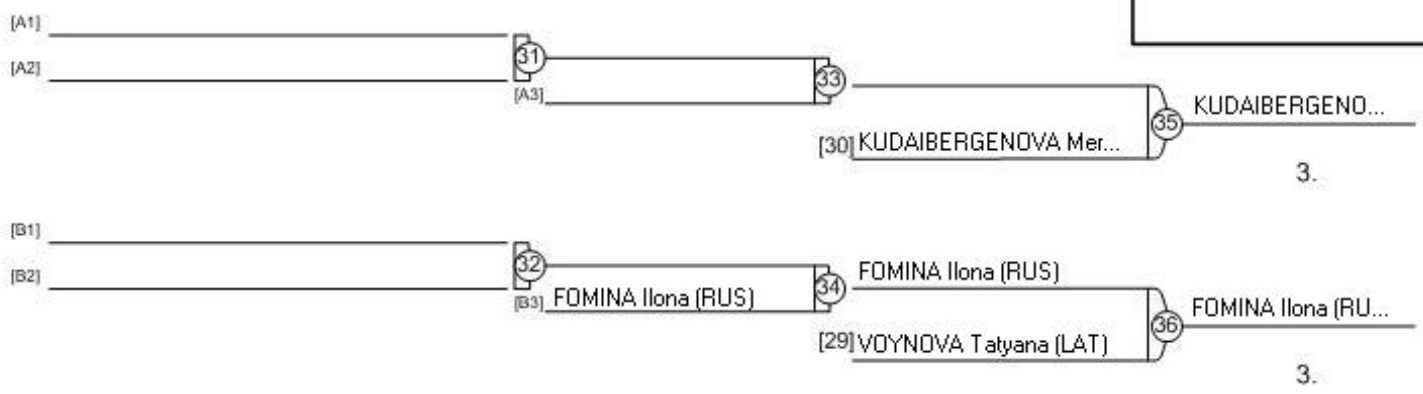 [A1]
31
[A2]
33
[A3]
KUDAIBERGENO...
35
[30] KUDAIBERGENOVA Mer...
3.
[B1]
32
FOMINA Ilona (RUS)
[B2]
34
[B3] FOMINA Ilona (RUS)
FOMINA Ilona (RU...
36
[29] VOYNOVA Tatyana (LAT)
3.